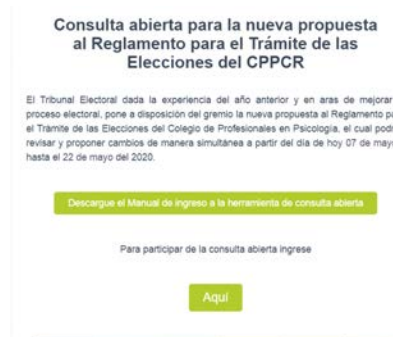 Consulta abierta para la nueva propuesta
al Reglamento para el Trámite de las
Elecciones del CPPCR
El Tribunal Electoral dada la experiencia del año anterior y en aras de mejorar
proceso electoral, pone a disposición del gremio la nueva propuesta al Reglamento pa
el Tramite de las Elecciones del Colegio de Profesionales en Psicología, el cual podr
revisar y proponer cambios de manera simultánea a partir del día de hoy 07 de mayo
hasta el 22 de mayo del 2020.
Descargue el Manual de ingreso a la herramienta de consulta abierta
Para participar de la consulta abierta ingrese
Aquí